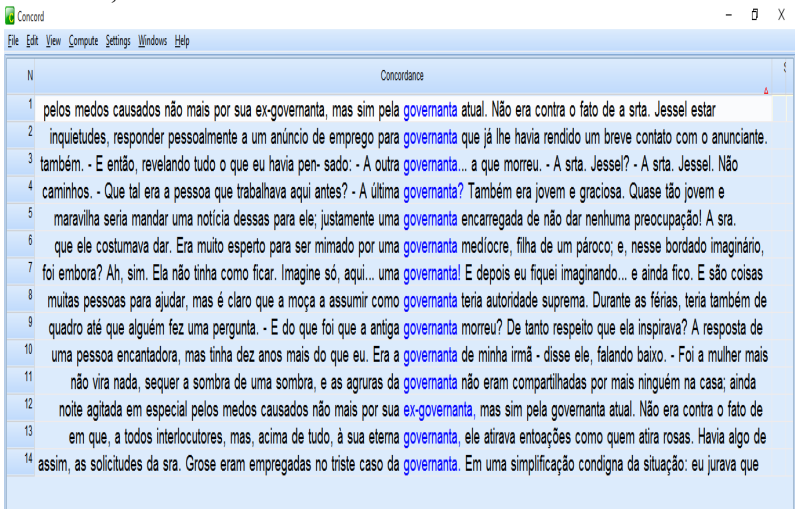 Concord
File Edit View Compute Settings Windows Help
N Concordance
1 pelos medos causados não mais por sua ex-governanta, mas sim pela governanta atual. Não era contra o fato de a srta. Jessel estar
2 inquietudes, responder pessoalmente a um anúncio de emprego para governanta que já lhe havia rendido um breve contato com o anunciante.
3 também. - E então, revelando tudo o que eu havia pen- sado: - A outra governanta... a que morreu. - A srta. Jessel? - A srta. Jessel. Não
4 caminhos. - Que tal era a pessoa que trabalhava aqui antes? - A última governanta? Também era jovem e graciosa. Quase tão jovem e
5 maravilha seria mandar uma notícia dessas para ele; justamente uma governanta encarregada de não dar nenhuma preocupação! A sra.
6 que ele costumava dar. Era muito esperto para ser mimado por uma governanta medíocre, filha de um pároco; e, nesse bordado imaginário,
7 foi embora? Ah, sim. Ela não tinha como ficar. Imagine só, aqui... uma governanta! E depois eu fiquei imaginando... e ainda fico. E são coisas
8 muitas pessoas para ajudar, mas é claro que a moça a assumir como governanta teria autoridade suprema. Durante as férias, teria também de
9 quadro até que alguém fez uma pergunta. - E do que foi que a antiga governanta morreu? De tanto respeito que ela inspirava? A resposta de
10 uma pessoa encantadora, mas tinha dez anos mais do que eu. Era a governanta de minha irmã - disse ele, falando baixo. - Foi a mulher mais
11 não vira nada, sequer a sombra de uma sombra, e as agruras da governanta não eram compartilhadas por mais ninguém na casa; ainda
12 noite agitada em especial pelos medos causados não mais por sua ex-governanta, mas sim pela governanta atual. Não era contra o fato de
13 em que, a todos interlocutores, mas, acima de tudo, à sua eterna governanta, ele atirava entoações como quem atira rosas. Havia algo de
14 assim, as solicitudes da sra. Grose eram empregadas no triste caso da governanta. Em uma simplificação condigna da situação: eu jurava que